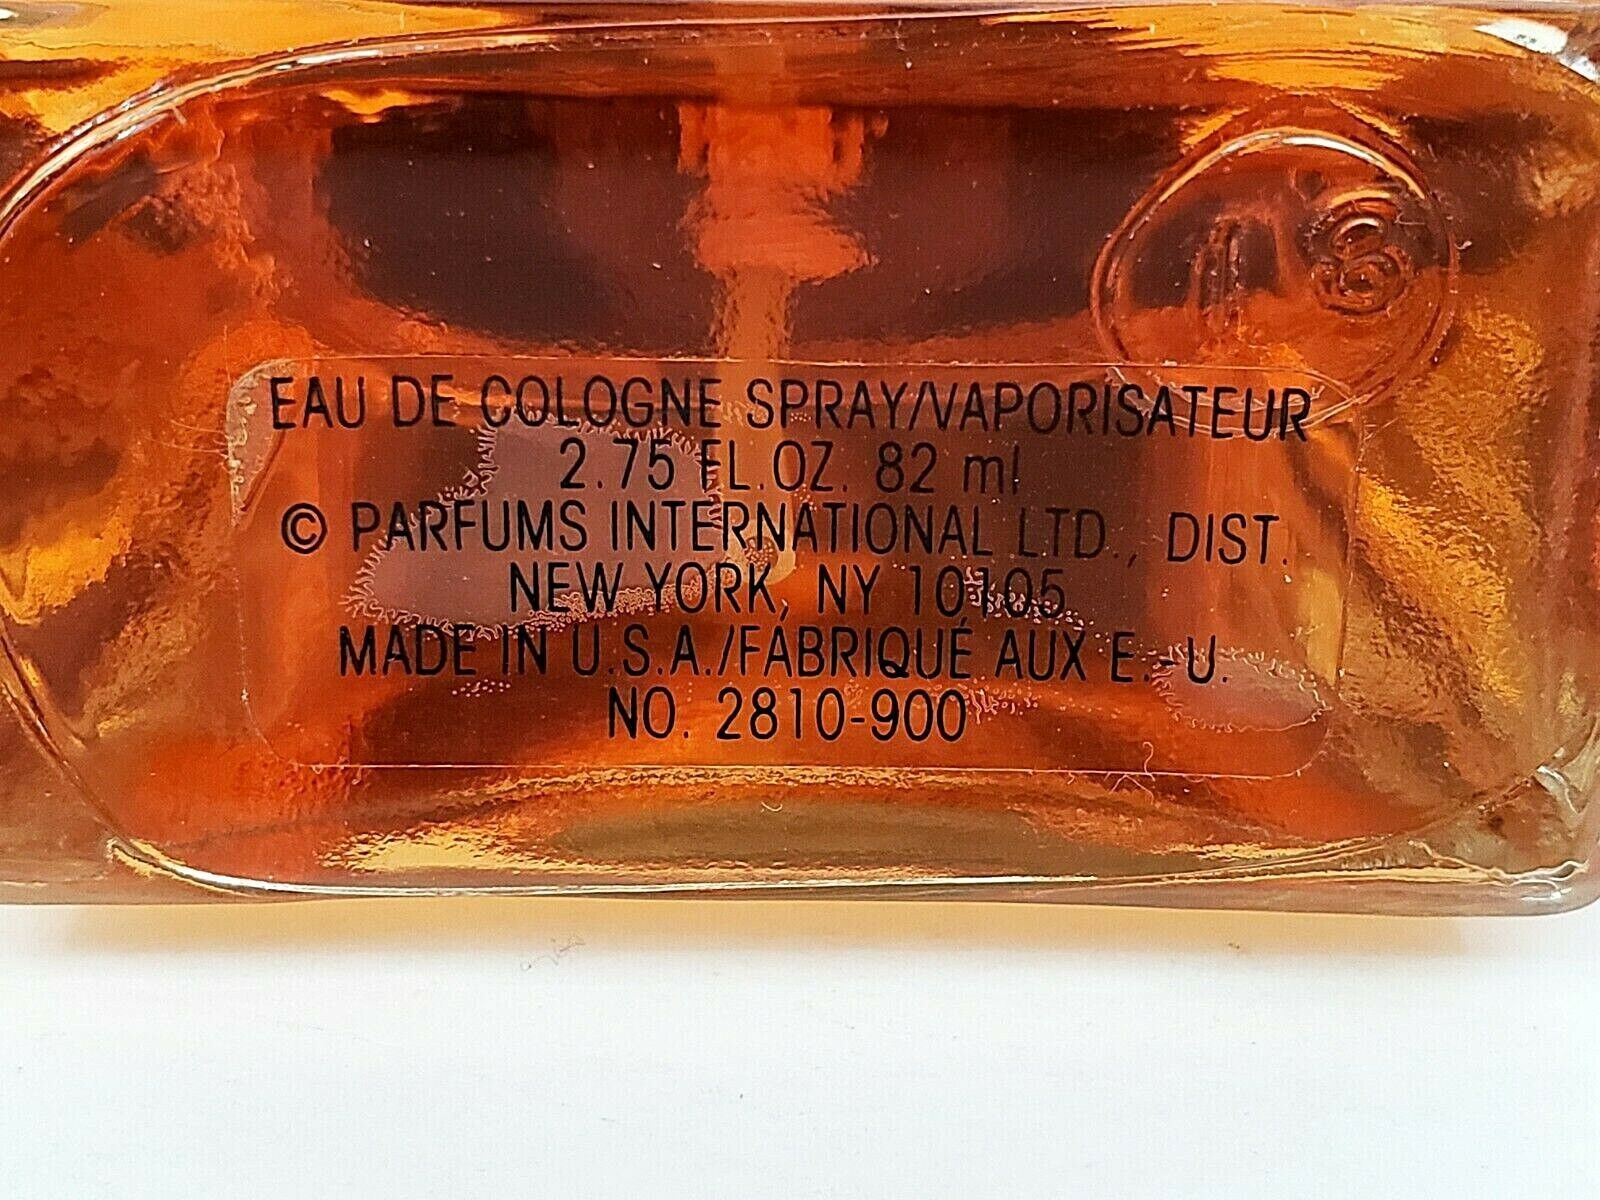 EAU DE COLOGNE SPRAY/VAPORISATEUR
2.75 FL.OZ. 82 ml
© PARFUMS INTERNATIONAL LTD., DIST.
NEW YORK, NY 10105
MADE IN U.S.A./FABRIQUÉ AUX E.-U.
NO. 2810-900